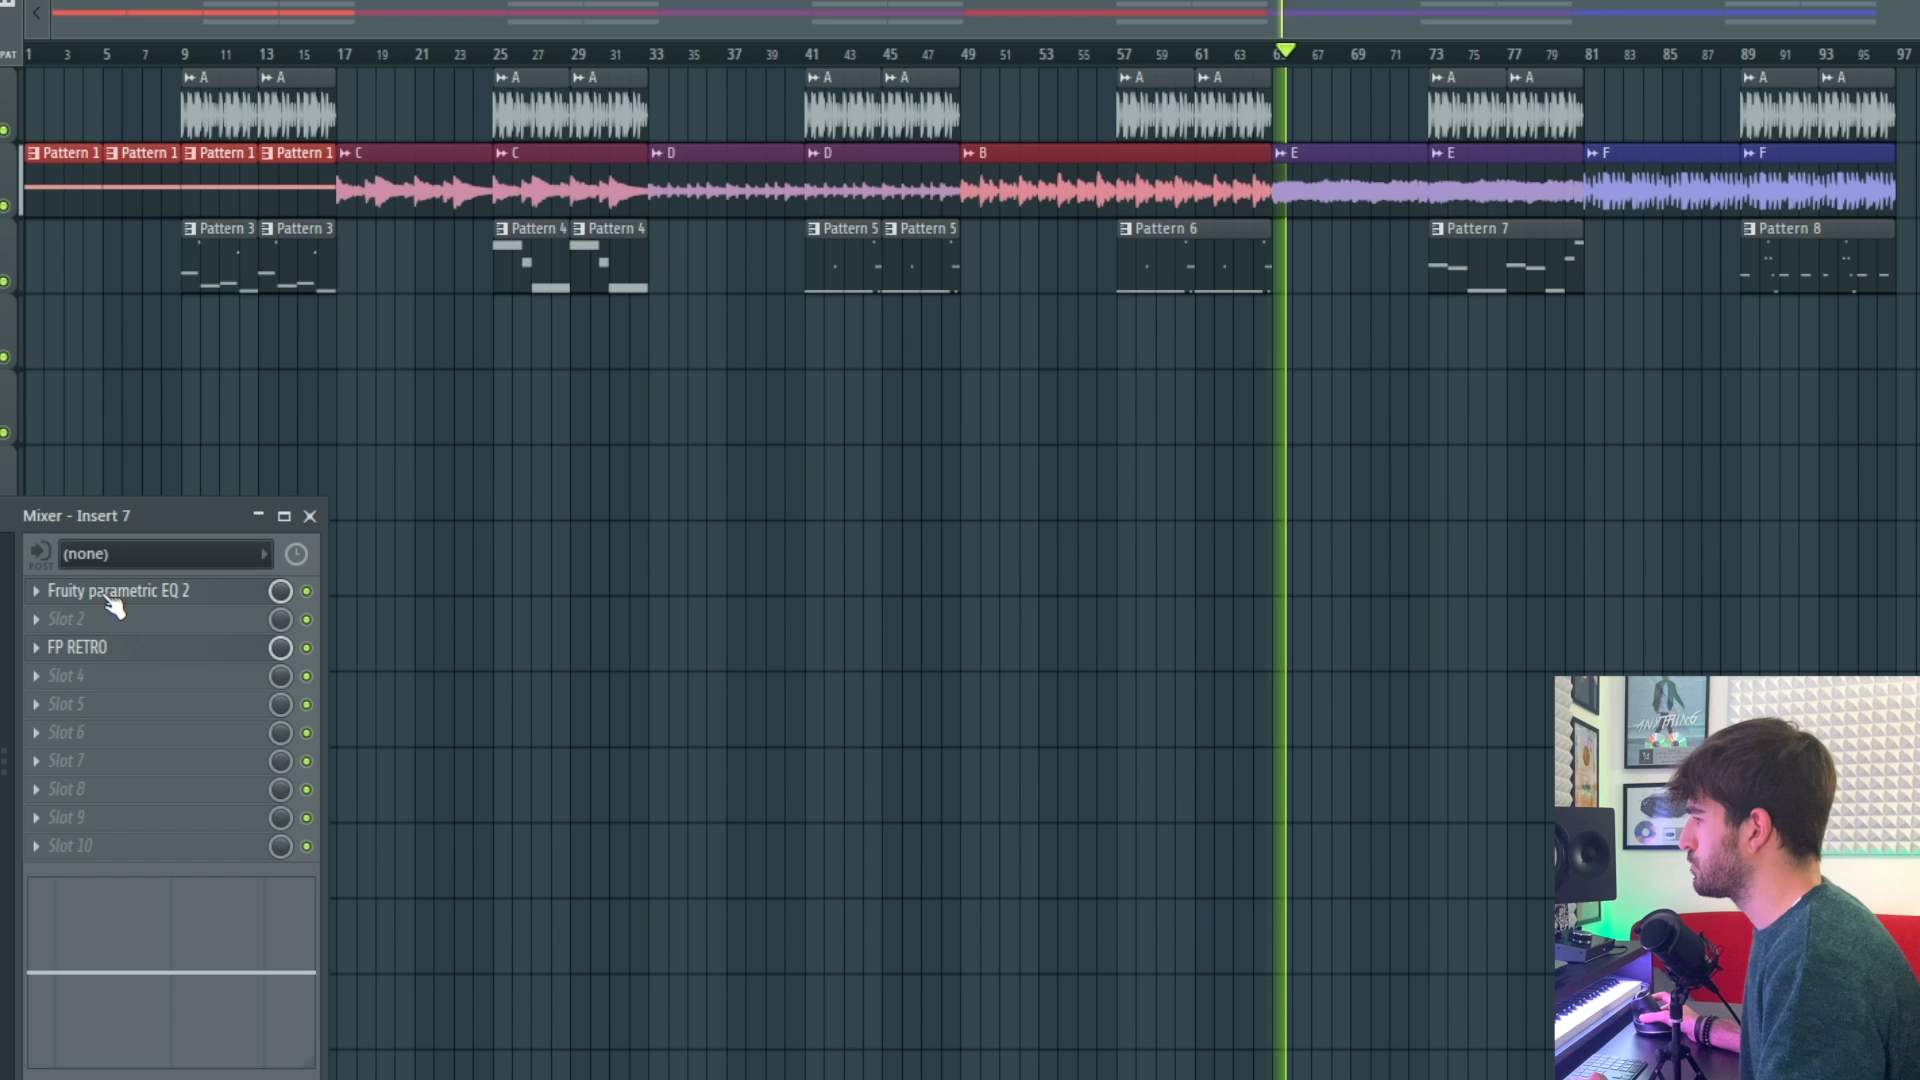 PAT 1 3 5 7 9 11 13 15 17 19 21 23 25 27 29 31 33 35 37 39 41 43 45 47 49 51 53 55 57 59 61 63 67 69 71 73 75 77 79 81 83 85 87 89 91 93 95 97
A A A A A A A A A A A A
Pattern 1 Pattern 1 Pattern 1 Pattern 1 C C D D B E E F F
Pattern 3 Pattern 3 Pattern 4 Pattern 4 Pattern 5 Pattern 5 Pattern 6 Pattern 7 Pattern 8
Mixer - Insert 7
POST (none)
Fruity parametric EQ 2
Slot 2
FP RETRO
Slot 4
Slot 5
Slot 6
Slot 7
Slot 8
Slot 9
Slot 10
ANYTHING